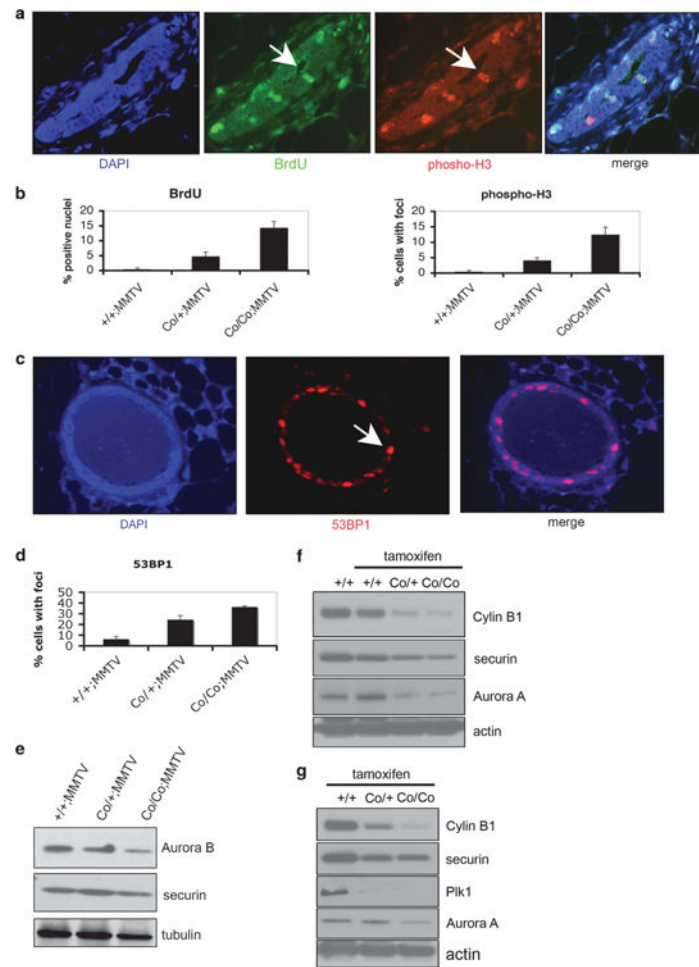 a
DAPI
BrdU
phospho-H3
merge
b
BrdU
% positive nuclei
20
15
10
5
0
+/+;MMTV
Co/+;MMTV
Co/Co;MMTV
phospho-H3
% cells with foci
20
15
10
5
0
+/+;MMTV
Co/+;MMTV
Co/Co;MMTV
c
DAPI
53BP1
merge
d
53BP1
% cells with foci
50
40
30
20
10
0
+/+;MMTV
Co/+;MMTV
Co/Co;MMTV
e
+/+;MMTV
Co/+;MMTV
Co/Co;MMTV
Aurora B
securin
tubulin
f
tamoxifen
+/+ +/+ Co/+ Co/Co
Cylin B1
securin
Aurora A
actin
g
tamoxifen
+/+ Co/+ Co/Co
Cylin B1
securin
Plk1
Aurora A
actin